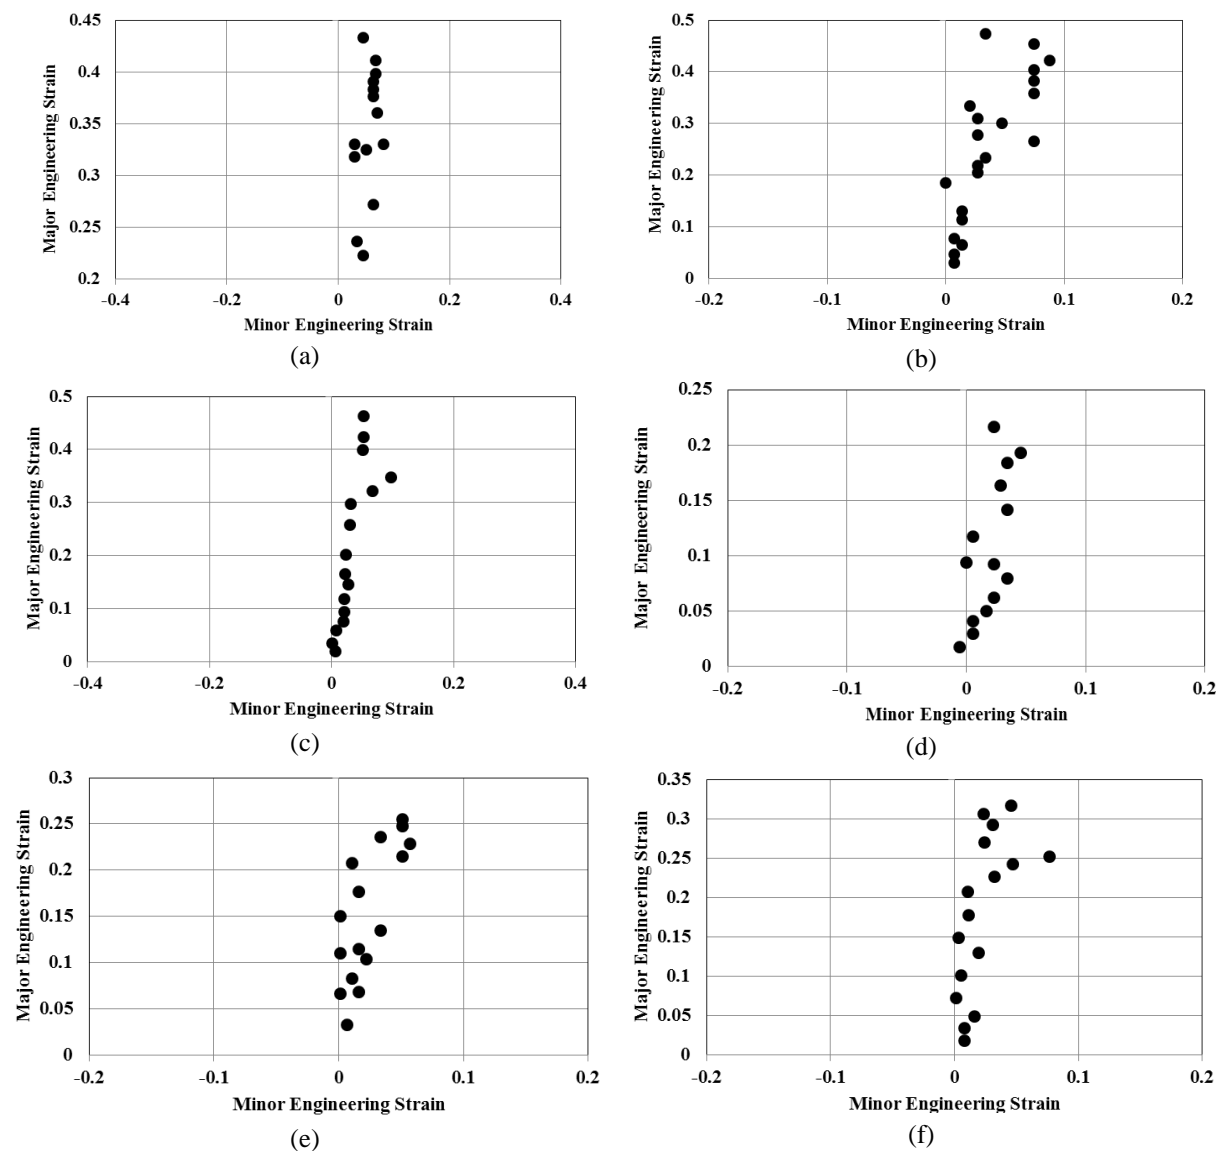 0.45
0.4
0.35
0.3
0.25
0.2
Major Engineering Strain
-0.4 -0.2 0 0.2 0.4
Minor Engineering Strain
(a)
0.5
0.4
0.3
0.2
0.1
0
Major Engineering Strain
-0.2 -0.1 0 0.1 0.2
Minor Engineering Strain
(b)
0.5
0.4
0.3
0.2
0.1
0
Major Engineering Strain
-0.4 -0.2 0 0.2 0.4
Minor Engineering Strain
(c)
0.25
0.2
0.15
0.1
0.05
0
Major Engineering Strain
-0.2 -0.1 0 0.1 0.2
Minor Engineering Strain
(d)
0.3
0.25
0.2
0.15
0.1
0.05
0
Major Engineering Strain
-0.2 -0.1 0 0.1 0.2
Minor Engineering Strain
(e)
0.35
0.3
0.25
0.2
0.15
0.1
0.05
0
Major Engineering Strain
-0.2 -0.1 0 0.1 0.2
Minor Engineering Strain
(f)